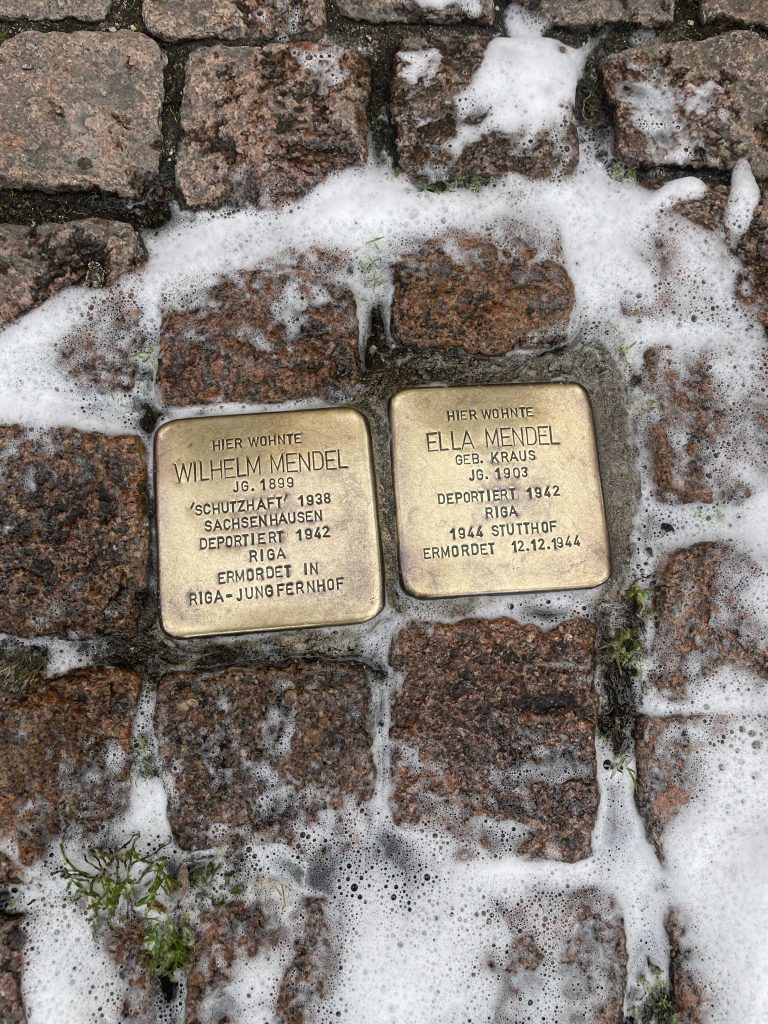 HIER WOHNTE
WILHELM MENDEL
JG. 1899
'SCHUTZHAFT' 1938
SACHSENHAUSEN
DEPORTIERT 1942
RIGA
ERMORDET IN
RIGA-JUNGFERNHOF
HIER WOHNTE
ELLA MENDEL
GEB. KRAUS
JG. 1903
DEPORTIERT 1942
RIGA
1944 STUTTHOF
ERMORDET 12.12.1944